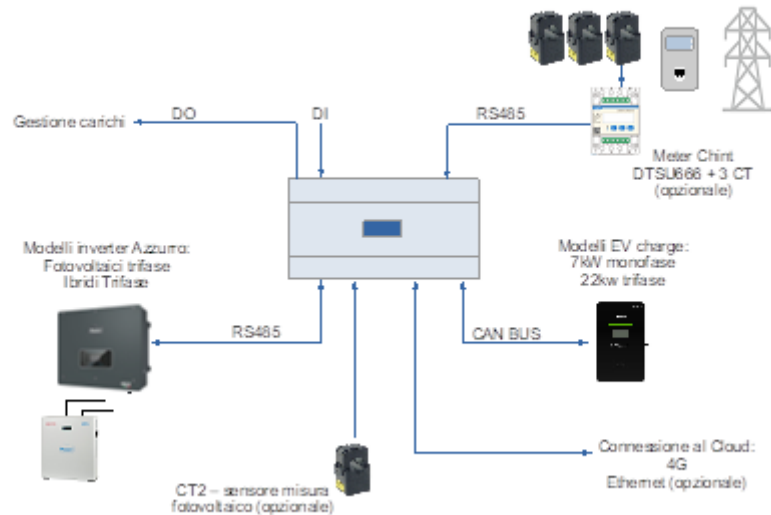 DO
DI
RS485
Gestione carichi
Meter Chint
DTSU666 + 3 CT
(opzionale)
Modelli inverter Azzurro:
Fotovoltaici trifase
Ibridi Trifase
Modelli EV charge:
7kW monofase
22kw trifase
RS485
CAN BUS
Connessione al Cloud:
4G
Ethernet (opzionale)
CT2 – sensore misura
fotovoltaico (opzionale)